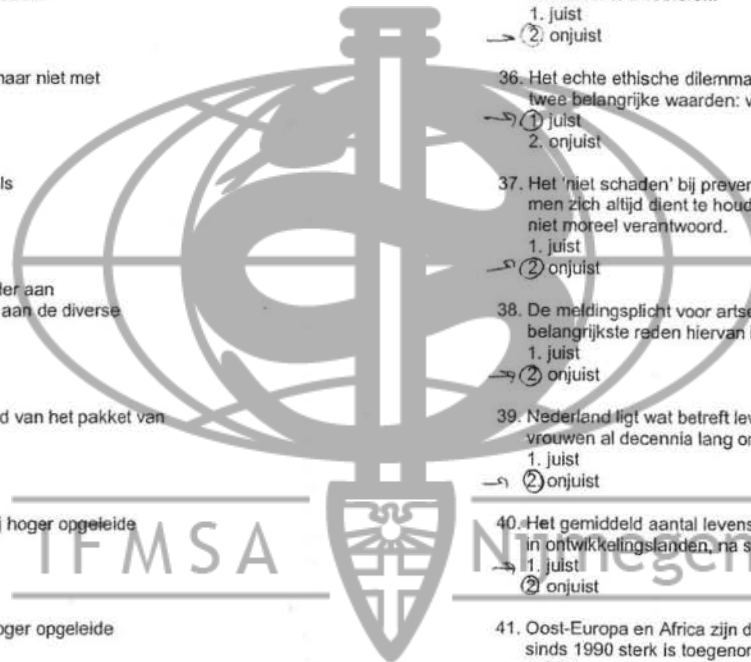 naar niet met
ls
der aan
aan de diverse
d van het pakket van
j hoger opgeleide
oger opgeleide
1. juist
2. onjuist
36. Het echte ethische dilemma
twee belangrijke waarden: v
1. juist
2. onjuist
37. Het 'niet schaden' bij preven
men zich altijd dient te houd
niet moreel verantwoord.
1. juist
2. onjuist
38. De meldingsplicht voor artse
belangrijkste reden hiervan i
1. juist
2. onjuist
39. Nederland ligt wat betreft lev
vrouwen al decennia lang on
1. juist
2. onjuist
40. Het gemiddeld aantal levens
in ontwikkelingslanden, na s
1. juist
2. onjuist
41. Oost-Europa en Africa zijn d
sinds 1990 sterk is toegenom
IFMSA
Nijmegen